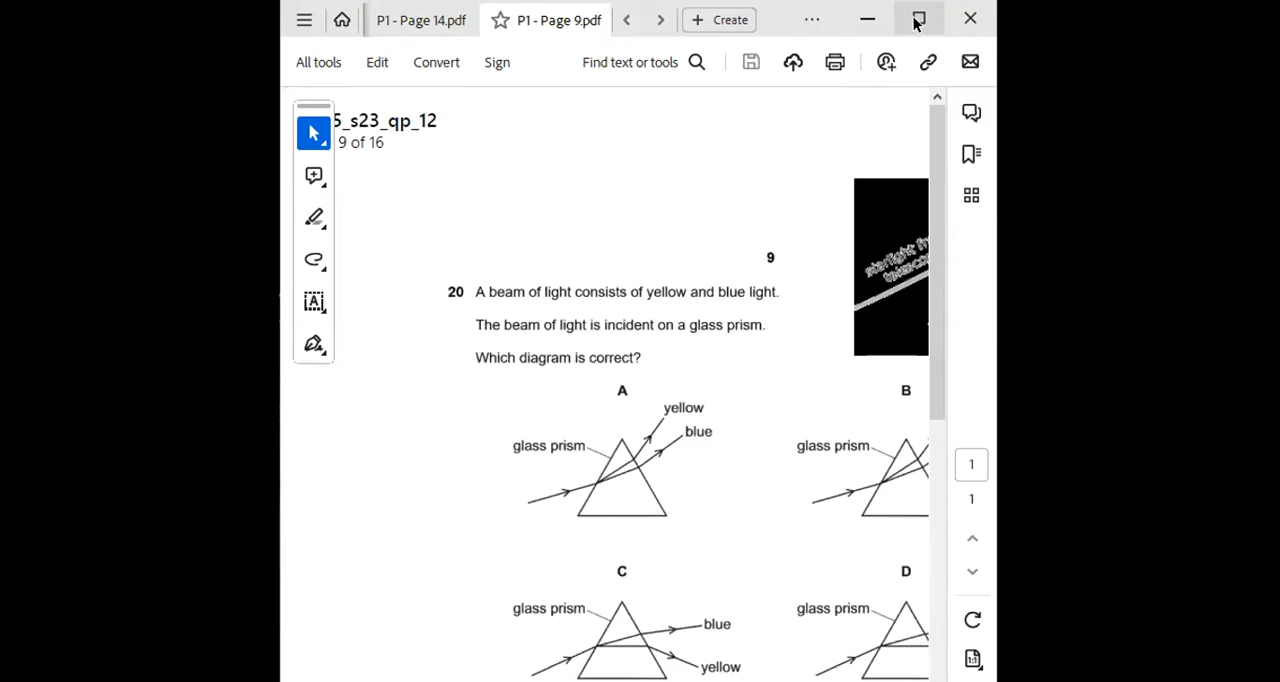 P1 - Page 14.pdf
P1 - Page 9.pdf
Create
All tools
Edit
Convert
Sign
Find text or tools
5_s23_qp_12
9 of 16
9
20 A beam of light consists of yellow and blue light.
The beam of light is incident on a glass prism.
Which diagram is correct?
A
B
yellow
blue
glass prism
glass prism
C
D
glass prism
glass prism
blue
yellow
starlight
1
1